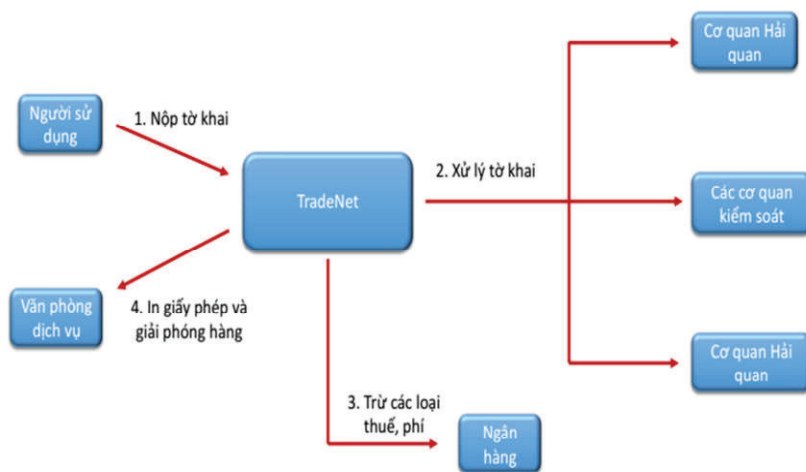 Cơ quan Hải
quan
Người sử
dụng
1. Nộp tờ khai
2. Xử lý tờ khai
TradeNet
Các cơ quan
kiểm soát
Văn phòng
dịch vụ
4. In giấy phép và
giải phóng hàng
Cơ quan Hải
quan
3. Trừ các loại
thuế, phí
Ngân
hàng